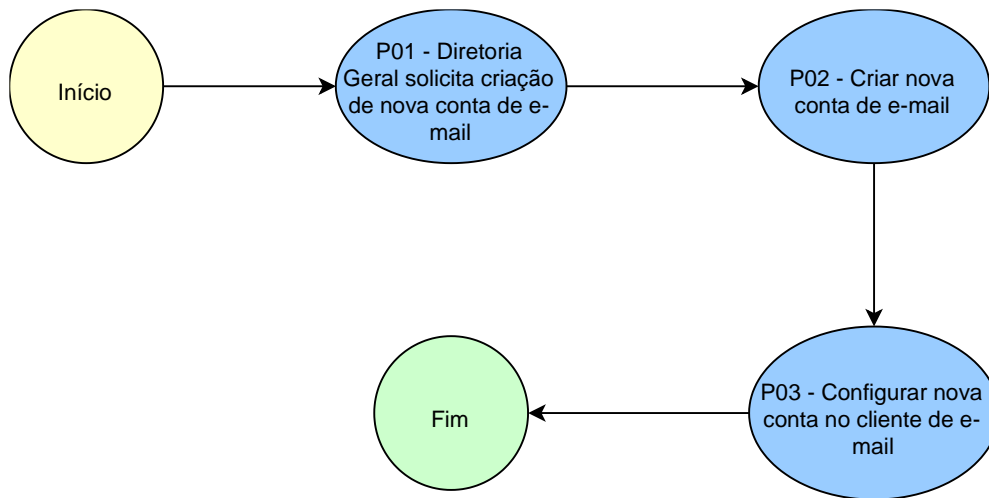 Início
P01 - Diretoria
Geral solicita criação
de nova conta de e-
mail
P02 - Criar nova
conta de e-mail
P03 - Configurar nova
conta no cliente de e-
mail
Fim